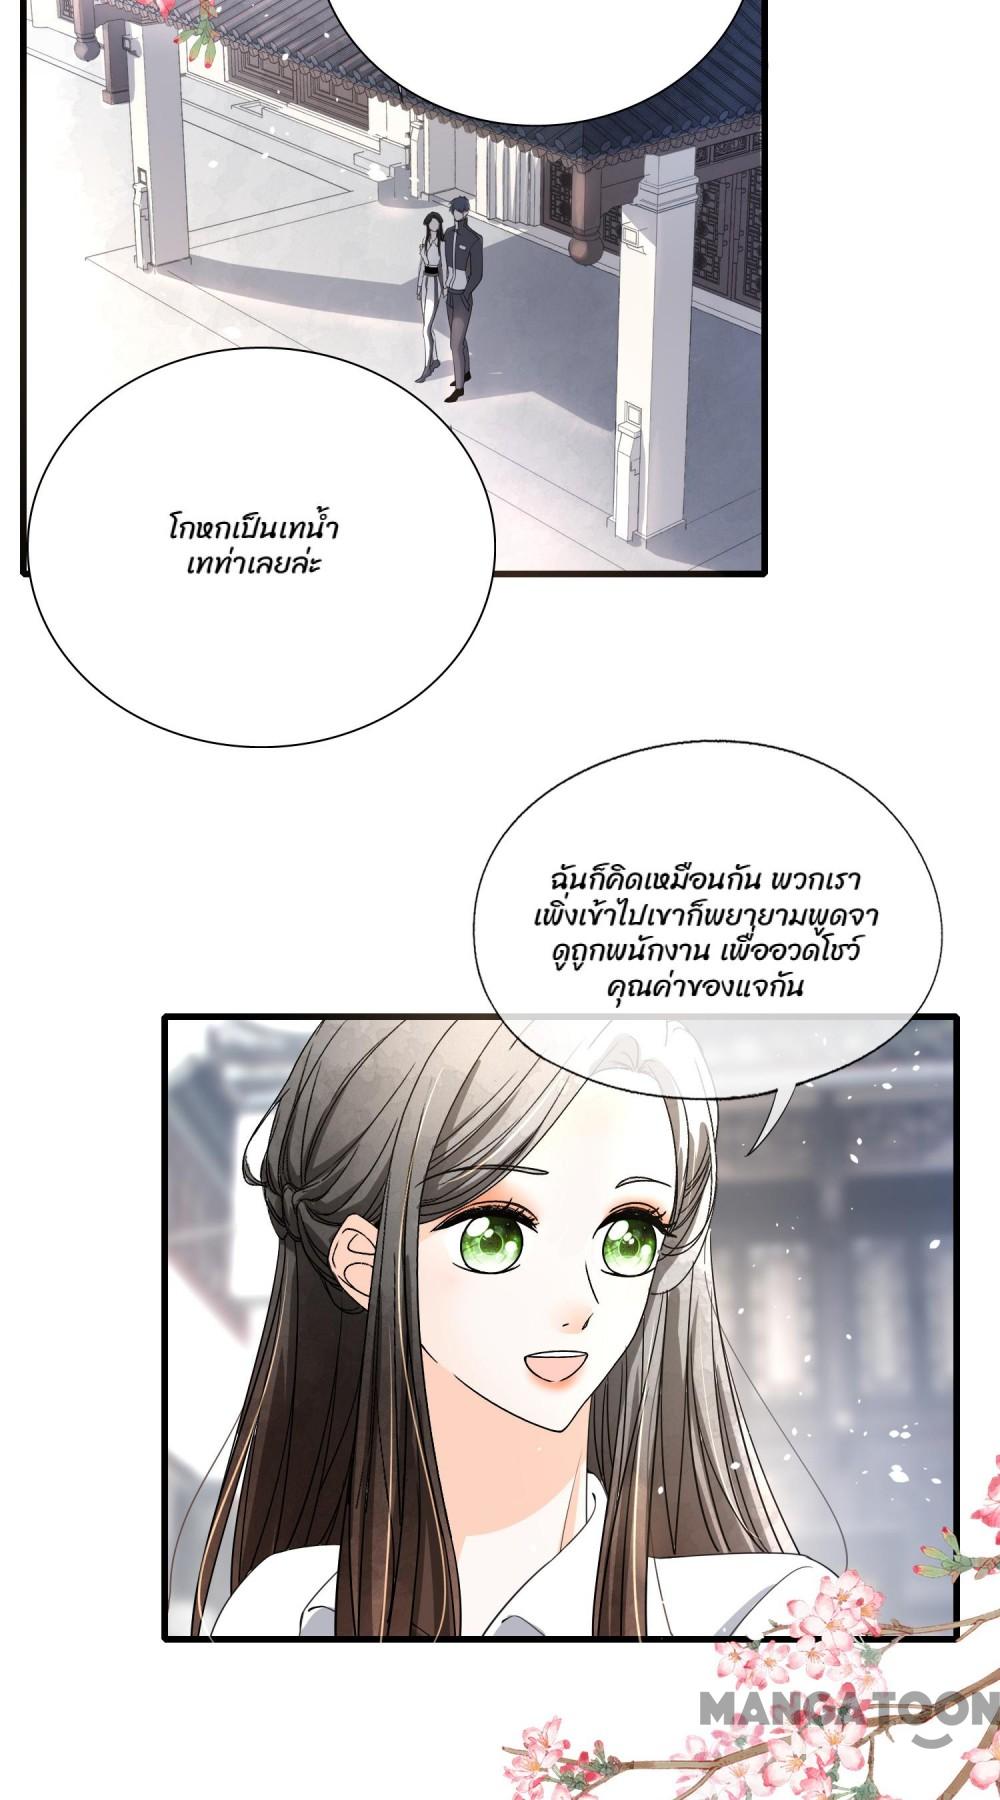 โกหกเป็นเทน้ำ
เทท่าเลยล่ะ
ฉันก็คิดเหมือนกัน พวกเรา
เพิ่งเข้าไปเขาก็พยายามพูดจา
ดูถูกพนักงาน เพื่ออวดโชว์
คุณค่าของแจกัน
MANGATOON